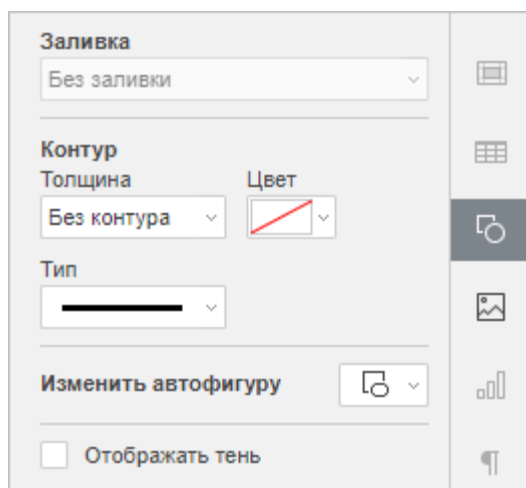 Заливка
Без заливки
Контур
Толщина Цвет
Без контура
Тип
Изменить автофигуру
Отображать тень